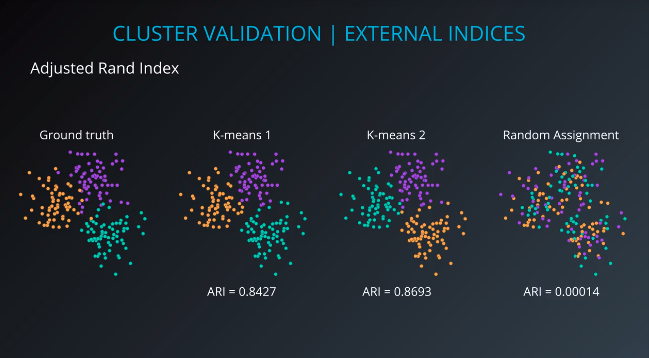 CLUSTER VALIDATION | EXTERNAL INDICES
Adjusted Rand Index
Ground truth
K-means 1
K-means 2
Random Assignment
ARI = 0.8427
ARI = 0.8693
ARI = 0.00014